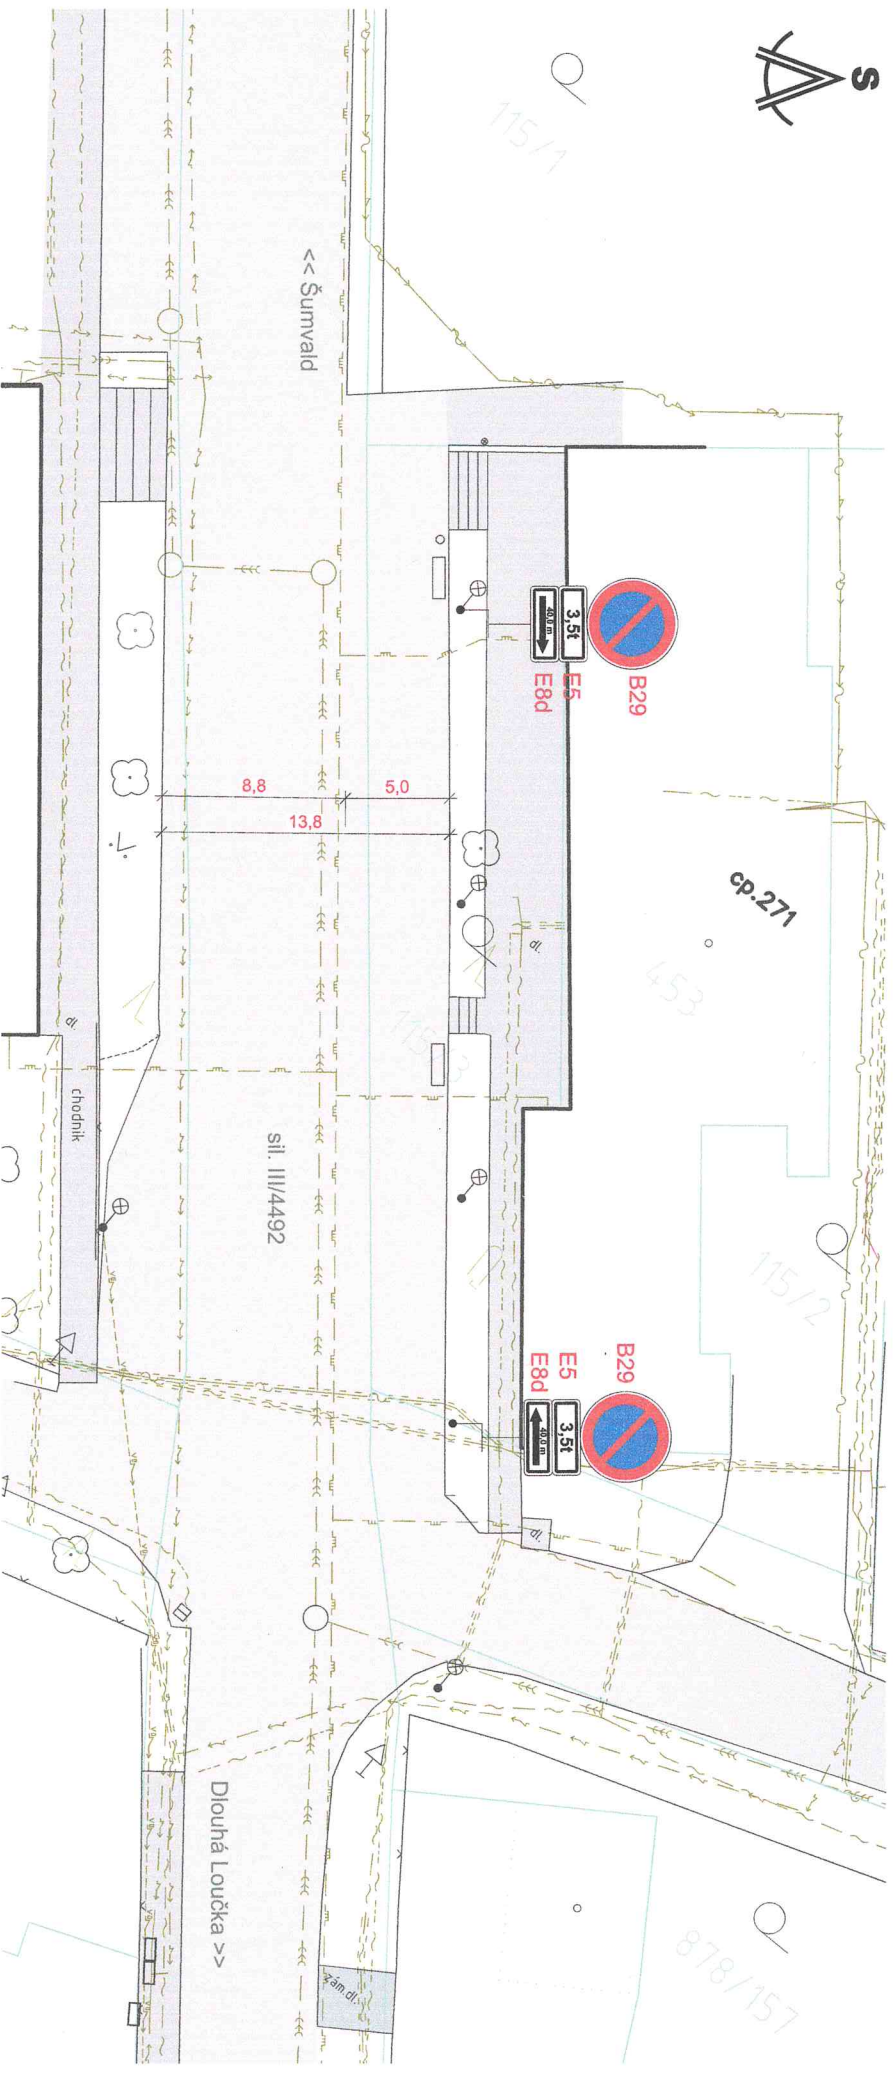 S
115/1
<< Šumvald
B29
E5
E8d
3,5t
40,0 m
8,8
5,0
13,8
cp.271
453
dl.
dl.
chodník
sil. III/4492
115/2
B29
E5
E8d
3,5t
40,0 m
dl.
Dlouhá Loučka >>
zám.dl.
878/157